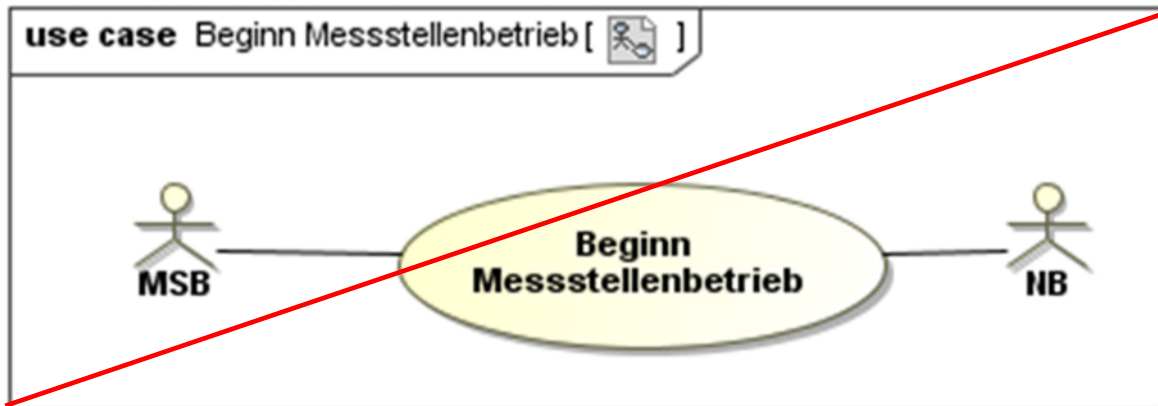 use case Beginn Messstellenbetrieb [ ]
Beginn
Messstellenbetrieb
MSB
NB